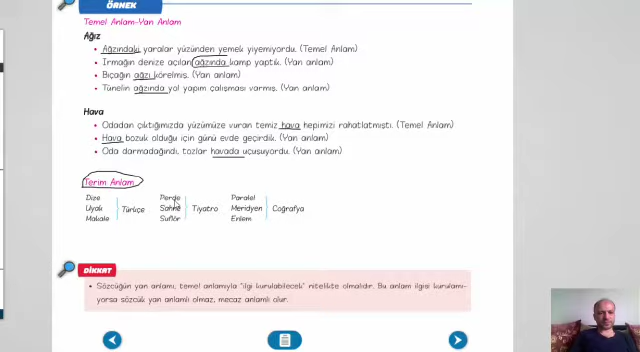 ÖRNEK
Temel Anlam-Yan Anlam
Ağız
• Ağzındaki yaralar yüzünden yemek yiyemiyordu. (Temel Anlam)
• Irmağın denize açılan ağzında kamp yaptık. (Yan anlam)
• Bıçağın ağzı körelmiş. (Yan anlam)
• Tünelin ağzında yol yapım çalışması varmış. (Yan anlam)
Hava
• Odadan çıktığımızda yüzümüze vuran temiz hava hepimizi rahatlatmıştı. (Temel Anlam)
• Hava bozuk olduğu için günü evde geçirdik. (Yan anlam)
• Oda darmadağındı, tozlar havada uçuşuyordu. (Yan anlam)
Terim Anlam
Dize Perde Paralel
Uyak Türkçe Sahne Tiyatro Meridyen Coğrafya
Makale Suflör Enlem
DİKKAT
• Sözcüğün yan anlamı, temel anlamıyla "ilgi kurulabilecek" nitelikte olmalıdır. Bu anlam ilgisi kurulamı-
yorsa sözcük yan anlamlı olmaz, mecaz anlamlı olur.